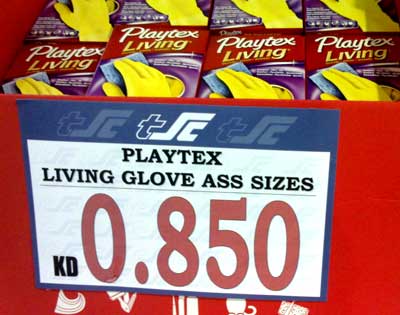 Playtex Playtex Playtex Playtex
Living Living Living Living
TSC TSC TSC
PLAYTEX
LIVING GLOVE ASS SIZES
KD 0.850